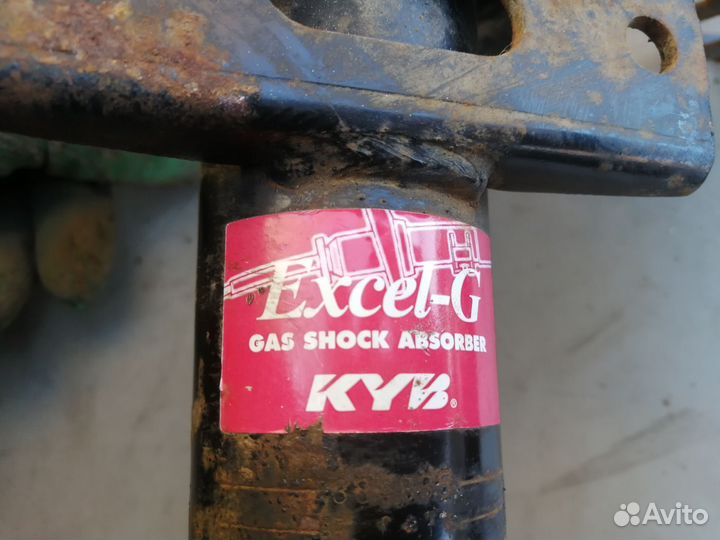 Excel-G
GAS SHOCK ABSORBER
KYB®
Avito